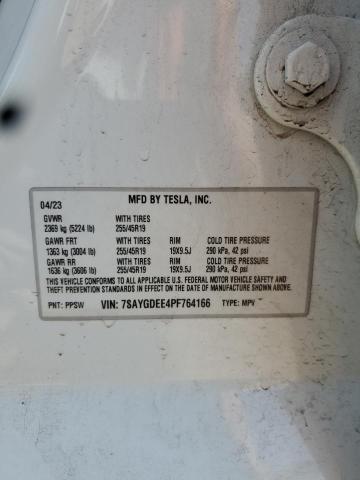 04/23 MFD BY TESLA, INC.
GVWR WITH TIRES
2369 kg (5224 lb) 255/45R19
GAWR FRT WITH TIRES RIM COLD TIRE PRESSURE
1363 kg (3004 lb) 255/45R19 19X9.5J 290 kPa, 42 psi
GAWR RR WITH TIRES RIM COLD TIRE PRESSURE
1636 kg (3606 lb) 255/45R19 19X9.5J 290 kPa, 42 psi
THIS VEHICLE CONFORMS TO ALL APPLICABLE U.S. FEDERAL MOTOR VEHICLE SAFETY AND
THEFT PREVENTION STANDARDS IN EFFECT ON THE DATE OF MANUFACTURE SHOWN ABOVE.
PNT: PPSW VIN: 7SAYGDEE4PF764166 TYPE: MPV